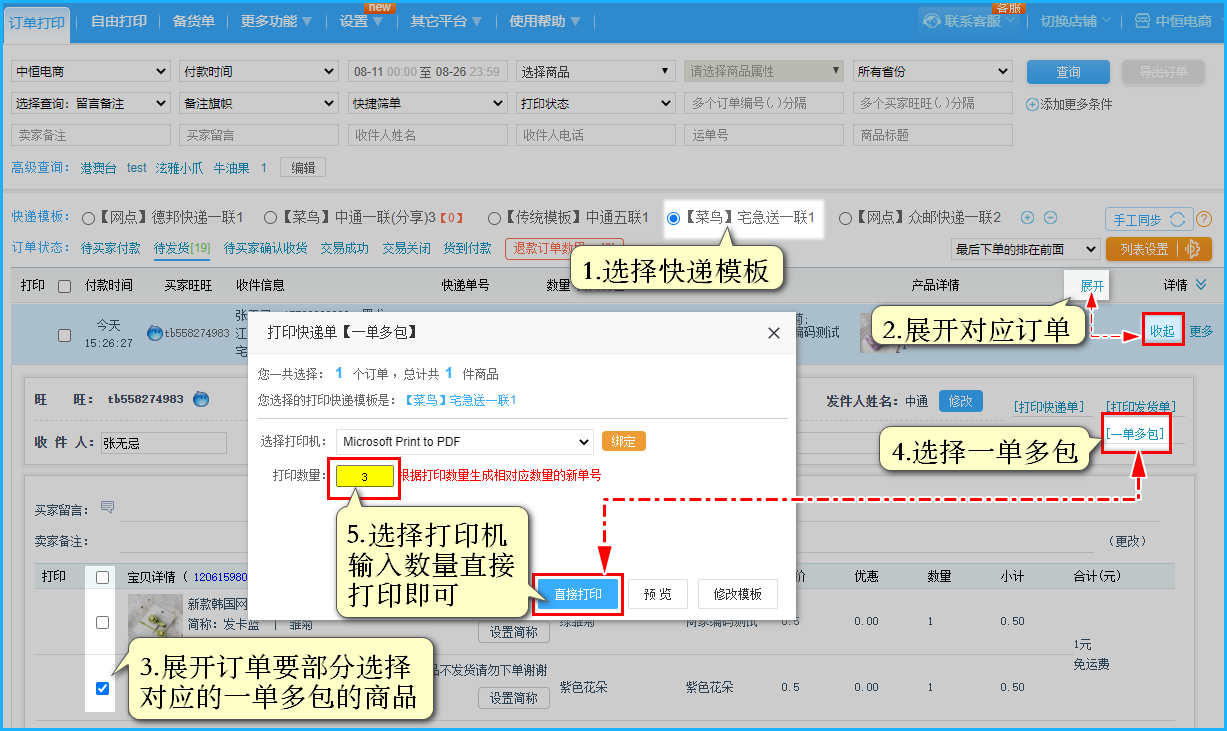 订单打印 自由打印 备货单 更多功能 设置 new 其它平台 使用帮助 联系客服 客服 切换店铺 中恒电商
中恒电商 付款时间 08-11 00:00 至 08-26 23:59 选择商品 请选择商品属性 所有省份 查询 导出订单
选择查询：留言备注 备注旗帜 快捷筛单 打印状态 多个订单编号(,)分隔 多个买家旺旺(,)分隔 添加更多条件
卖家备注 买家留言 收件人姓名 收件人电话 运单号 商品标题
高级查询： 港澳台 test 泫雅小爪 牛油果 1 编辑
快递模板： 【网点】德邦快递一联1 【菜鸟】中通一联(分享)3【0】 【传统模板】中通五联1 【菜鸟】宅急送一联1 【网点】众邮快递一联2 手工同步 ?
订单状态： 待买家付款 待发货[19] 待买家确认收货 交易成功 交易关闭 货到付款 退款订单数 最后下单的排在前面 列表设置
1.选择快递模板
打印 付款时间 买家旺旺 收件信息 快递单号 数量 产品详情 展开 详情
2.展开对应订单
今天
15:26:27
tb558274983
江
宅
编码测试
收起 更多
打印快递单【一单多包】
您一共选择： 1 个订单，总计共 1 件商品
您选择的打印快递模板是： 【菜鸟】宅急送一联1
选择打印机： Microsoft Print to PDF 绑定
打印数量： 3 根据打印数量生成相对应数量的新单号
直接打印 预 览 修改模板
旺 旺： tb558274983 发件人姓名： 中通 修改 [打印快递单] [打印发货单]
收 件 人： 张无忌 [一单多包]
4.选择一单多包
5.选择打印机
输入数量直接
打印即可
买家留言：
卖家备注： （更改）
打印 宝贝详情（ 120615980 价 优惠 数量 小计 合计(元)
新款韩国网
简称：发卡盖 | 雏菊 设置简称 0.5 0.00 1 0.50
1元
免运费
品不发货请勿下单谢谢
设置简称 紫色花朵 紫色花朵 0.5 0.00 1 0.50
3.展开订单要部分选择
对应的一单多包的商品